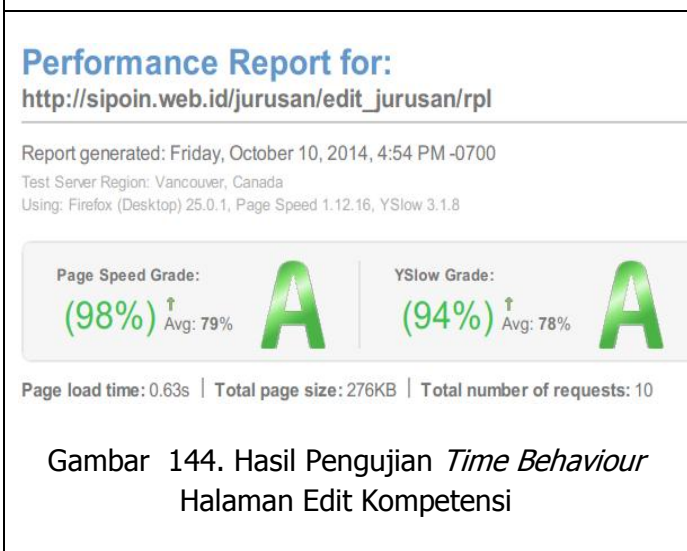 Performance Report for:
http://sipoin.web.id/jurusan/edit_jurusan/rpl
Report generated: Friday, October 10, 2014, 4:54 PM -0700
Test Server Region: Vancouver, Canada
Using: Firefox (Desktop) 25.0.1, Page Speed 1.12.16, YSlow 3.1.8
Page Speed Grade:
(98%) ↑ Avg: 79% A
YSlow Grade:
(94%) ↑ Avg: 78% A
Page load time: 0.63s | Total page size: 276KB | Total number of requests: 10
Gambar 144. Hasil Pengujian Time Behaviour
Halaman Edit Kompetensi